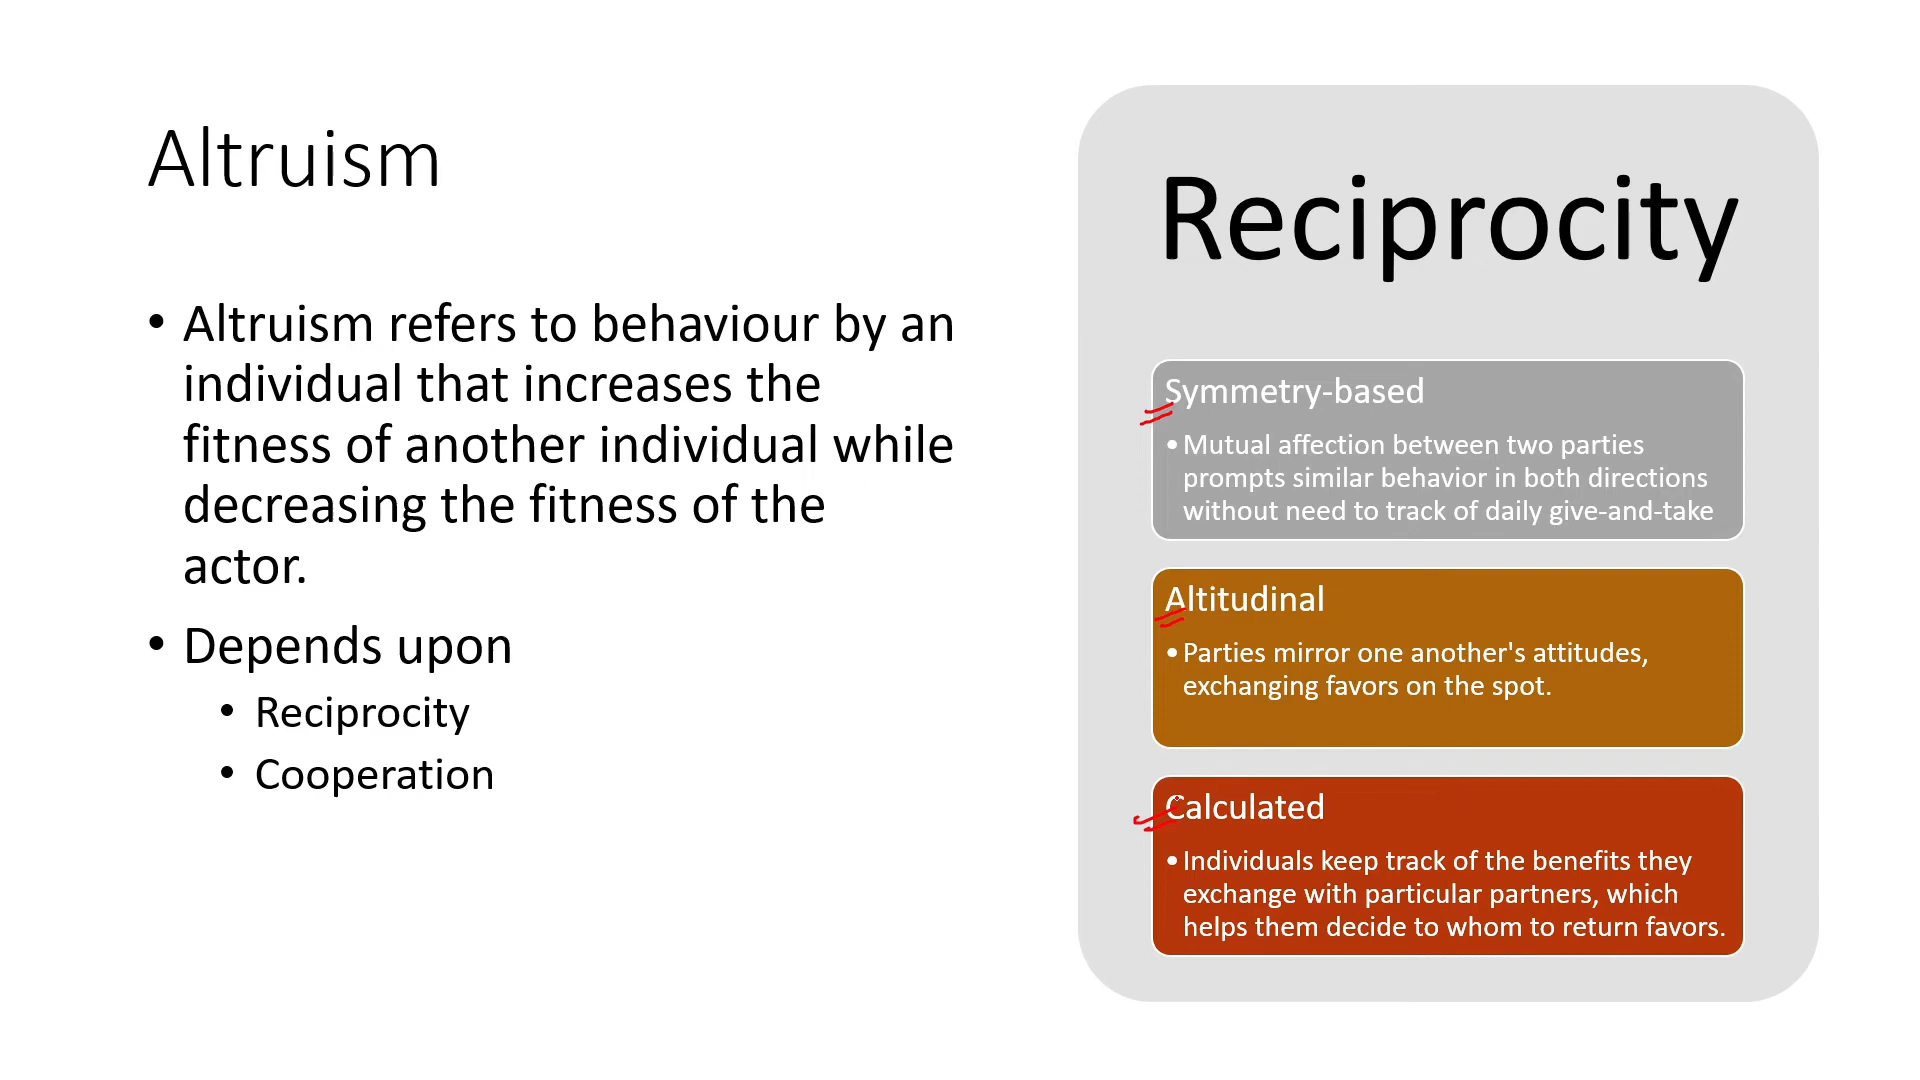 Altruism
• Altruism refers to behaviour by an
individual that increases the
fitness of another individual while
decreasing the fitness of the
actor.
• Depends upon
• Reciprocity
• Cooperation
Reciprocity
Symmetry-based
• Mutual affection between two parties
prompts similar behavior in both directions
without need to track of daily give-and-take
Altitudinal
• Parties mirror one another's attitudes,
exchanging favors on the spot.
Calculated
• Individuals keep track of the benefits they
exchange with particular partners, which
helps them decide to whom to return favors.